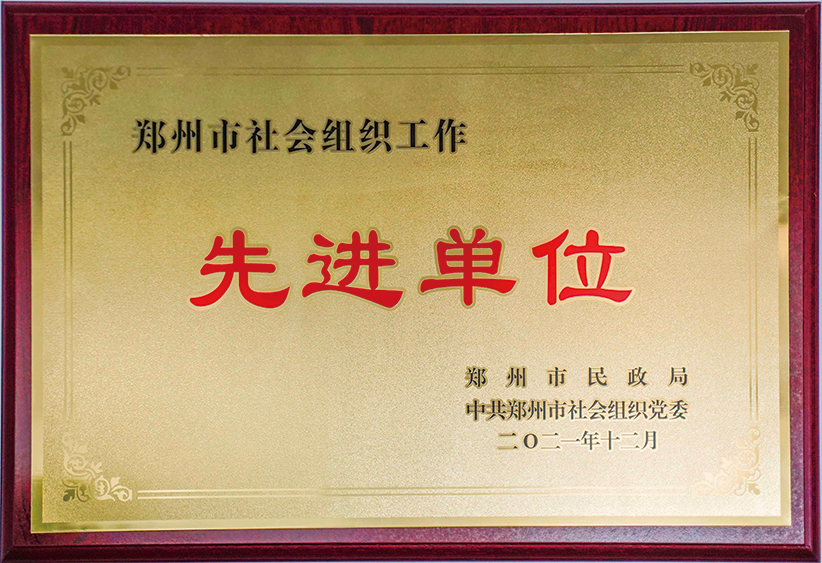 郑州市社会组织工作
先进单位
郑州市民政局
中共郑州市社会组织党委
二〇二一年十二月